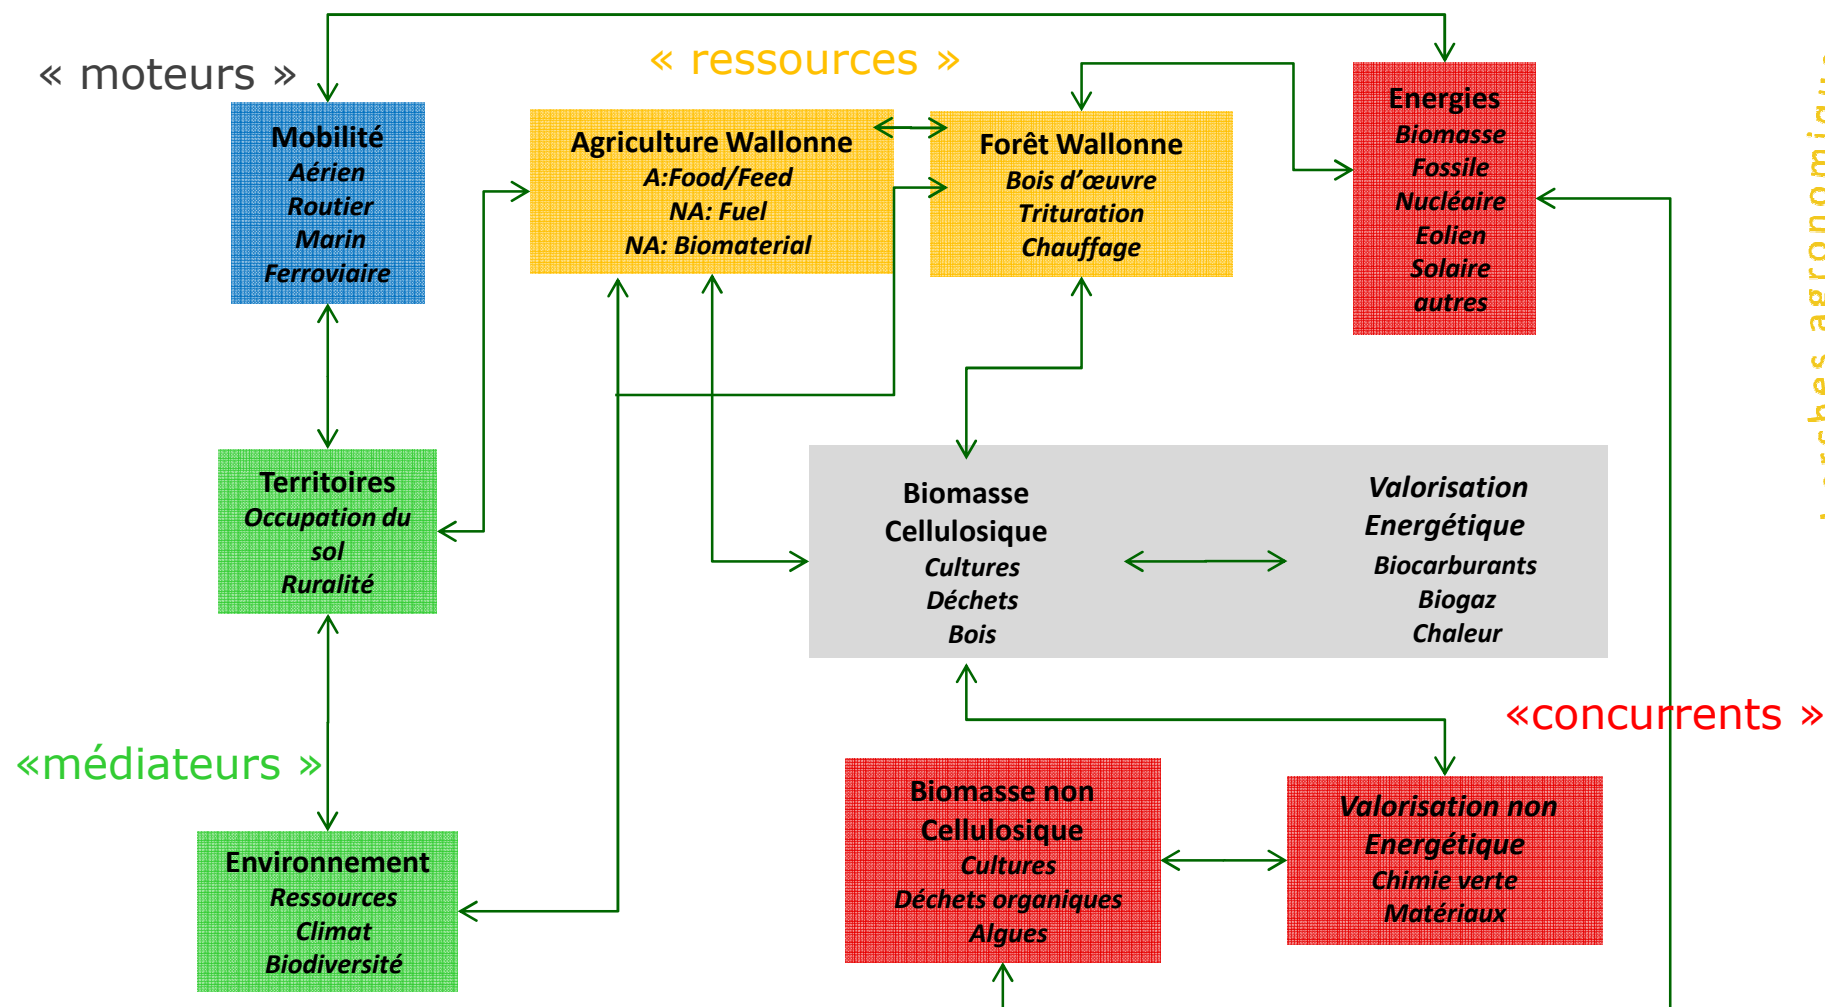 « moteurs »
« ressources »
Mobilité
Aérien
Routier
Marin
Ferroviaire
Agriculture Wallonne
A:Food/Feed
NA: Fuel
NA: Biomaterial
Forêt Wallonne
Bois d’œuvre
Trituration
Chauffage
Energies
Biomasse
Fossile
Nucléaire
Eolien
Solaire
autres
Territoires
Occupation du
sol
Ruralité
Biomasse
Cellulosique
Cultures
Déchets
Bois
Valorisation
Energétique
Biocarburants
Biogaz
Chaleur
«médiateurs »
«concurrents »
Environnement
Ressources
Climat
Biodiversité
Biomasse non
Cellulosique
Cultures
Déchets organiques
Algues
Valorisation non
Energétique
Chimie verte
Matériaux